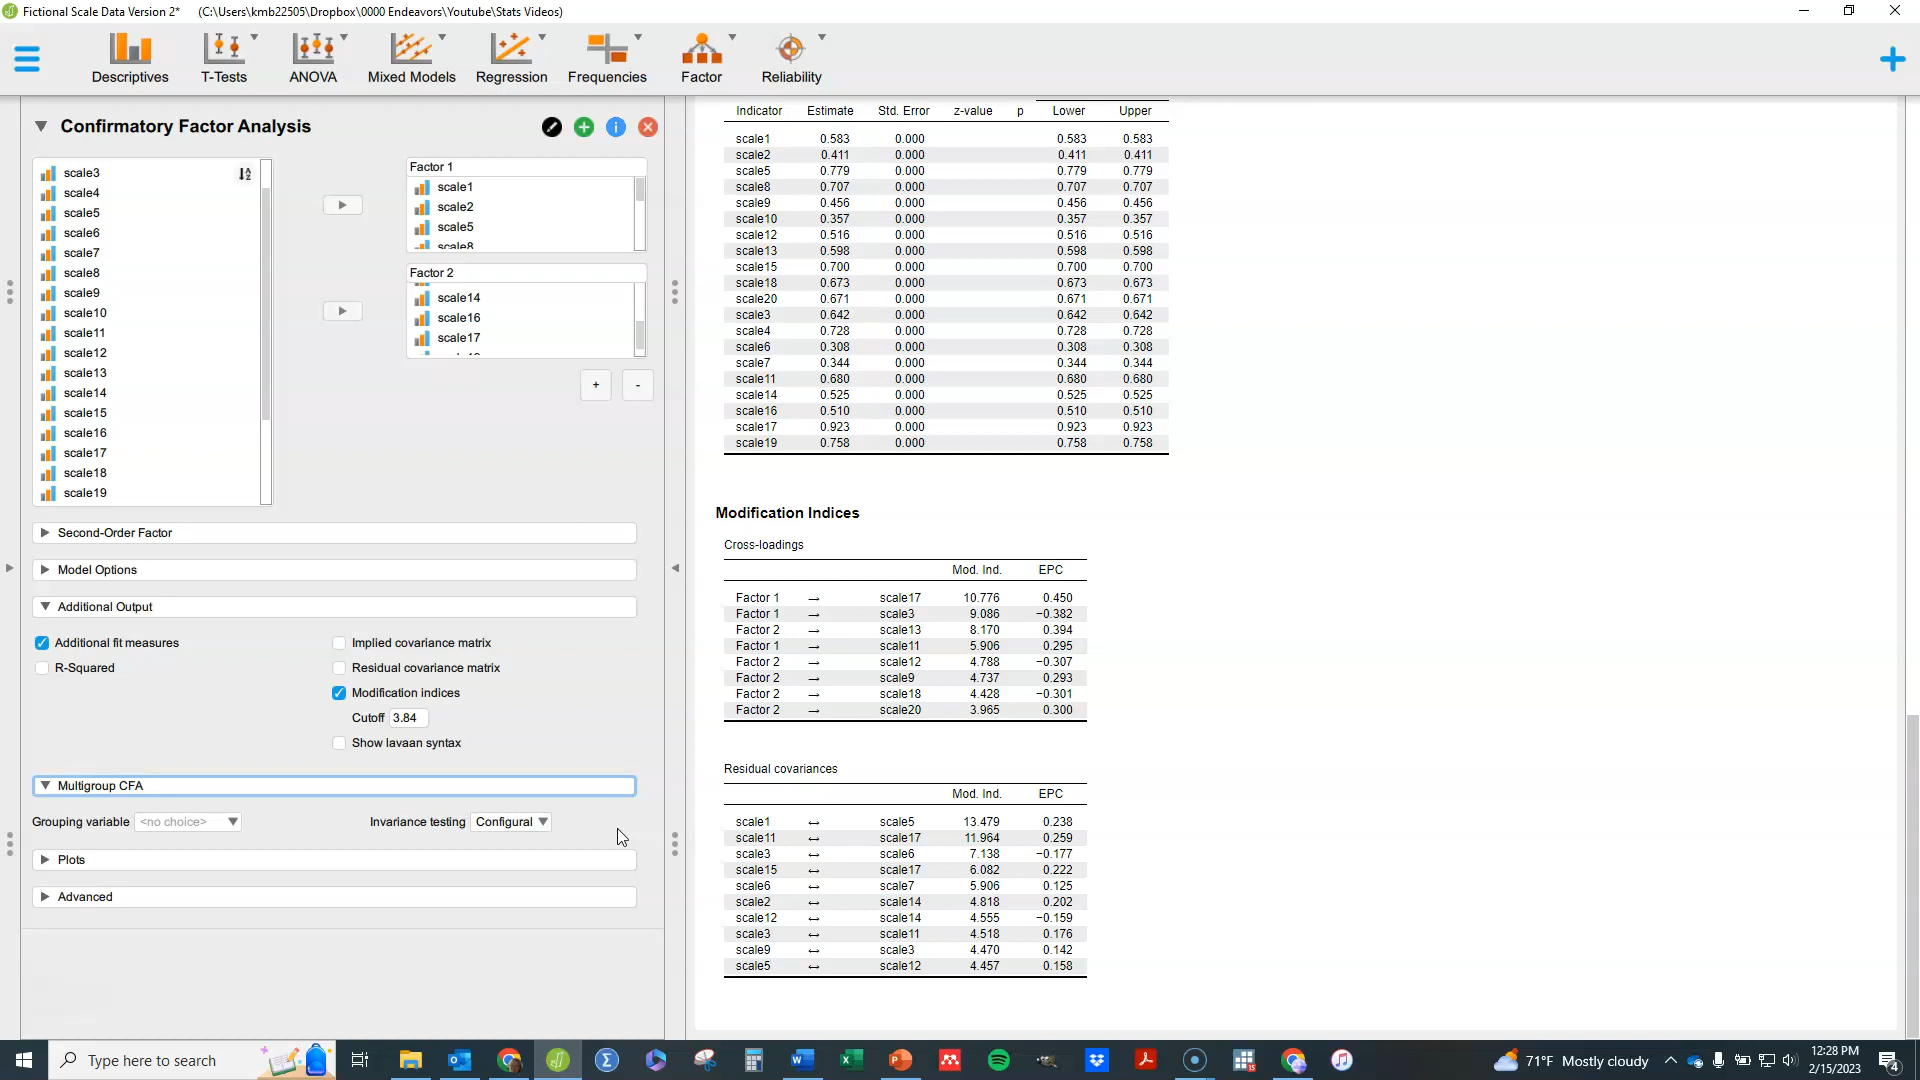 Fictional Scale Data Version 2* (C:\Users\kmb22505\Dropbox\0000 Endeavors\Youtube\Stats Videos)
Descriptives T-Tests ANOVA Mixed Models Regression Frequencies Factor Reliability
Confirmatory Factor Analysis
scale3
scale4
scale5
scale6
scale7
scale8
scale9
scale10
scale11
scale12
scale13
scale14
scale15
scale16
scale17
scale18
scale19
Factor 1
scale1
scale2
scale5
scale8
Factor 2
scale14
scale16
scale17
+ -
Second-Order Factor
Model Options
Additional Output
Additional fit measures
R-Squared
Implied covariance matrix
Residual covariance matrix
Modification indices
Cutoff 3.84
Show lavaan syntax
Multigroup CFA
Grouping variable <no choice> Invariance testing Configural
Plots
Advanced
Indicator Estimate Std. Error z-value p Lower Upper
scale1 0.583 0.000 0.583 0.583
scale2 0.411 0.000 0.411 0.411
scale5 0.779 0.000 0.779 0.779
scale8 0.707 0.000 0.707 0.707
scale9 0.456 0.000 0.456 0.456
scale10 0.357 0.000 0.357 0.357
scale12 0.516 0.000 0.516 0.516
scale13 0.598 0.000 0.598 0.598
scale15 0.700 0.000 0.700 0.700
scale18 0.673 0.000 0.673 0.673
scale20 0.671 0.000 0.671 0.671
scale3 0.642 0.000 0.642 0.642
scale4 0.728 0.000 0.728 0.728
scale6 0.308 0.000 0.308 0.308
scale7 0.344 0.000 0.344 0.344
scale11 0.680 0.000 0.680 0.680
scale14 0.525 0.000 0.525 0.525
scale16 0.510 0.000 0.510 0.510
scale17 0.923 0.000 0.923 0.923
scale19 0.758 0.000 0.758 0.758
Modification Indices
Cross-loadings
Mod. Ind. EPC
Factor 1 → scale17 10.776 0.450
Factor 1 → scale3 9.086 −0.382
Factor 2 → scale13 8.170 0.394
Factor 1 → scale11 5.906 0.295
Factor 2 → scale12 4.788 −0.307
Factor 2 → scale9 4.737 0.293
Factor 2 → scale18 4.428 −0.301
Factor 2 → scale20 3.965 0.300
Residual covariances
Mod. Ind. EPC
scale1 ↔ scale5 13.479 0.238
scale11 ↔ scale17 11.964 0.259
scale3 ↔ scale6 7.138 −0.177
scale15 ↔ scale17 6.082 0.222
scale6 ↔ scale7 5.906 0.125
scale2 ↔ scale14 4.818 0.202
scale12 ↔ scale14 4.555 −0.159
scale3 ↔ scale11 4.518 0.176
scale9 ↔ scale3 4.470 0.142
scale5 ↔ scale12 4.457 0.158
Type here to search
71°F Mostly cloudy
12:28 PM
2/15/2023
4